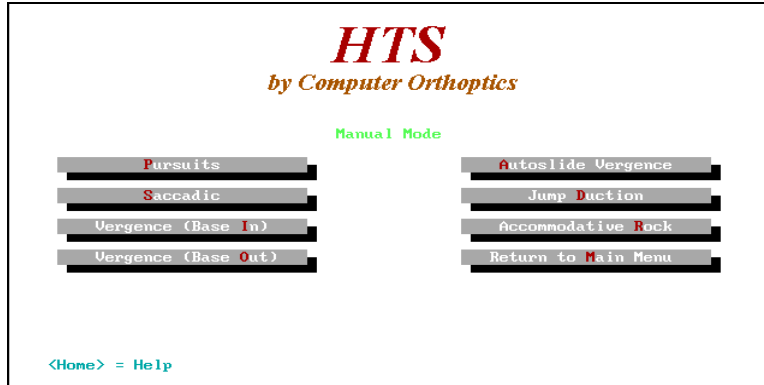 HTS
by Computer Orthoptics
Manual Mode
Pursuits
Saccadic
Vergence (Base In)
Vergence (Base Out)
Autoslide Vergence
Jump Duction
Accommodative Rock
Return to Main Menu
<Home> = Help